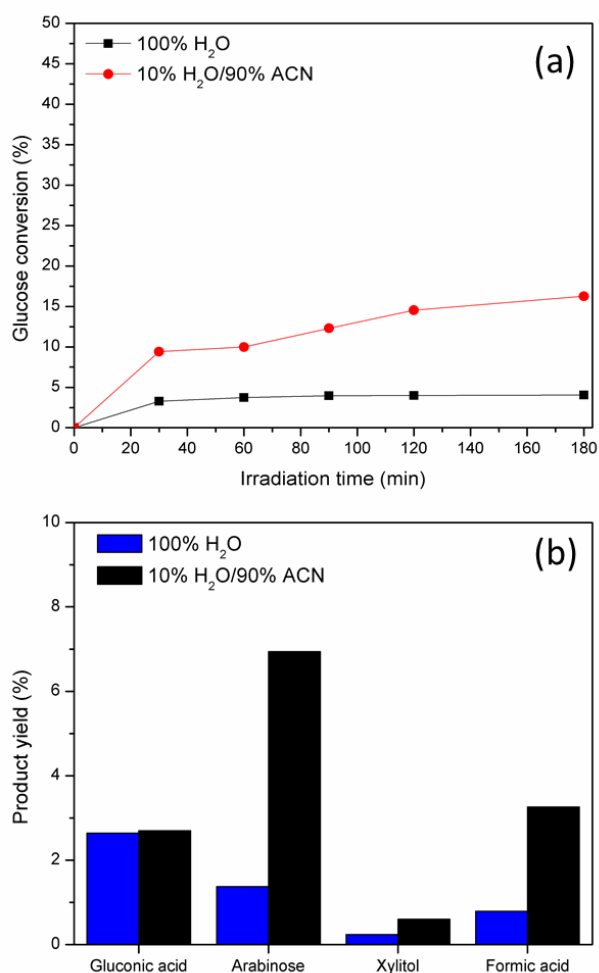 (a)
100% H₂O
10% H₂O/90% ACN
50
45
40
35
30
25
20
15
10
5
0
Glucose conversion (%)
0 20 40 60 80 100 120 140 160 180
Irradiation time (min)
(b)
100% H₂O
10% H₂O/90% ACN
10
8
6
4
2
0
Product yield (%)
Gluconic acid Arabinose Xylitol Formic acid